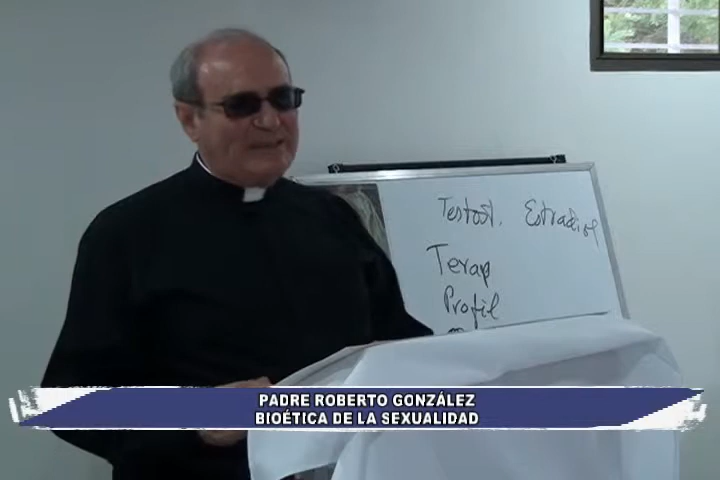 Testost. Estradiol
Terap
Profil
PADRE ROBERTO GONZÁLEZ
BIOÉTICA DE LA SEXUALIDAD